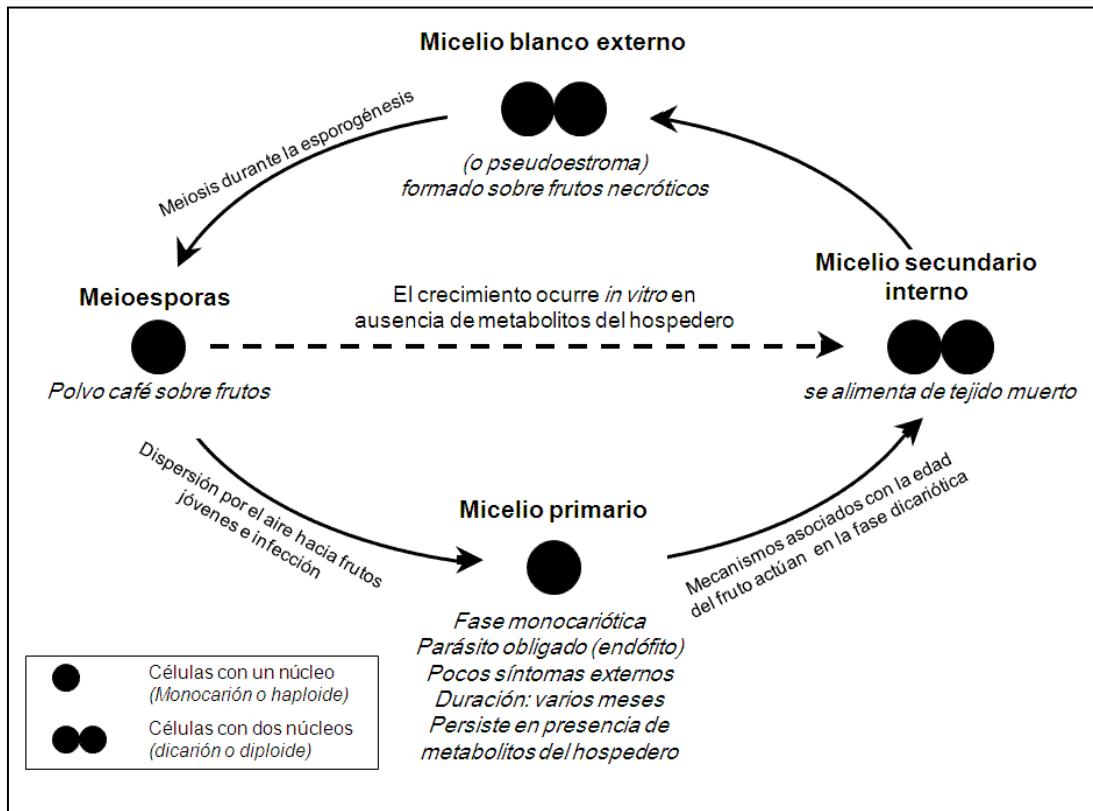 Micelio blanco externo
(o pseudoestroma)
formado sobre frutos necróticos
Meiosis durante la esporogénesis
Micelio secundario
interno
se alimenta de tejido muerto
Meioesporas
Polvo café sobre frutos
El crecimiento ocurre in vitro en
ausencia de metabolitos del hospedero
Dispersión por el aire hacia frutos
jóvenes e infección
Micelio primario
Fase monocariótica
Parásito obligado (endófito)
Pocos síntomas externos
Duración: varios meses
Persiste en presencia de
metabolitos del hospedero
Mecanismos asociados con la edad
del fruto actúan en la fase dicariótica
Células con un núcleo
(Monocarión o haploide)
Células con dos núcleos
(dicarión o diploide)